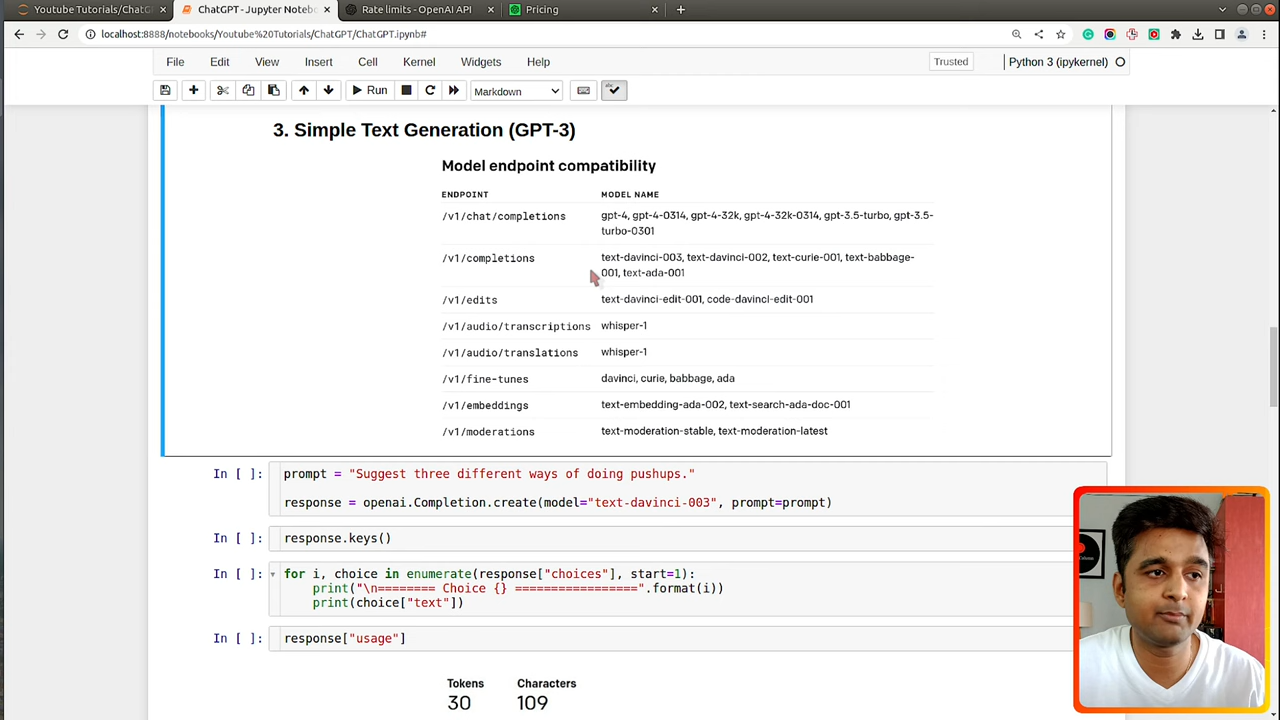 Youtube Tutorials/ChatG
ChatGPT - Jupyter Notebo
Rate limits - OpenAI API
Pricing
localhost:8888/notebooks/Youtube%20Tutorials/ChatGPT/ChatGPT.ipynb#
File Edit View Insert Cell Kernel Widgets Help
Trusted
Python 3 (ipykernel)
Run
Markdown
3. Simple Text Generation (GPT-3)
Model endpoint compatibility
ENDPOINT MODEL NAME
/v1/chat/completions gpt-4, gpt-4-0314, gpt-4-32k, gpt-4-32k-0314, gpt-3.5-turbo, gpt-3.5-
turbo-0301
/v1/completions text-davinci-003, text-davinci-002, text-curie-001, text-babbage-
001, text-ada-001
/v1/edits text-davinci-edit-001, code-davinci-edit-001
/v1/audio/transcriptions whisper-1
/v1/audio/translations whisper-1
/v1/fine-tunes davinci, curie, babbage, ada
/v1/embeddings text-embedding-ada-002, text-search-ada-doc-001
/v1/moderations text-moderation-stable, text-moderation-latest
In [ ]: prompt = "Suggest three different ways of doing pushups."
response = openai.Completion.create(model="text-davinci-003", prompt=prompt)
In [ ]: response.keys()
In [ ]: for i, choice in enumerate(response["choices"], start=1):
print("\n======== Choice {} =================".format(i))
print(choice["text"])
In [ ]: response["usage"]
Tokens Characters
30 109